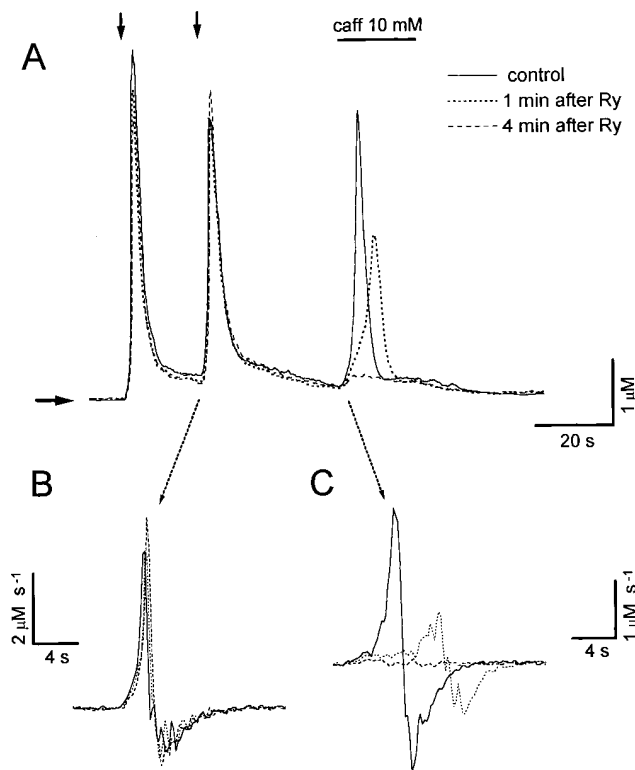 A
caff 10 mM
control
1 min after Ry
4 min after Ry
1 µM
20 s
B
C
2 µM s⁻¹
4 s
1 µM s⁻¹
4 s